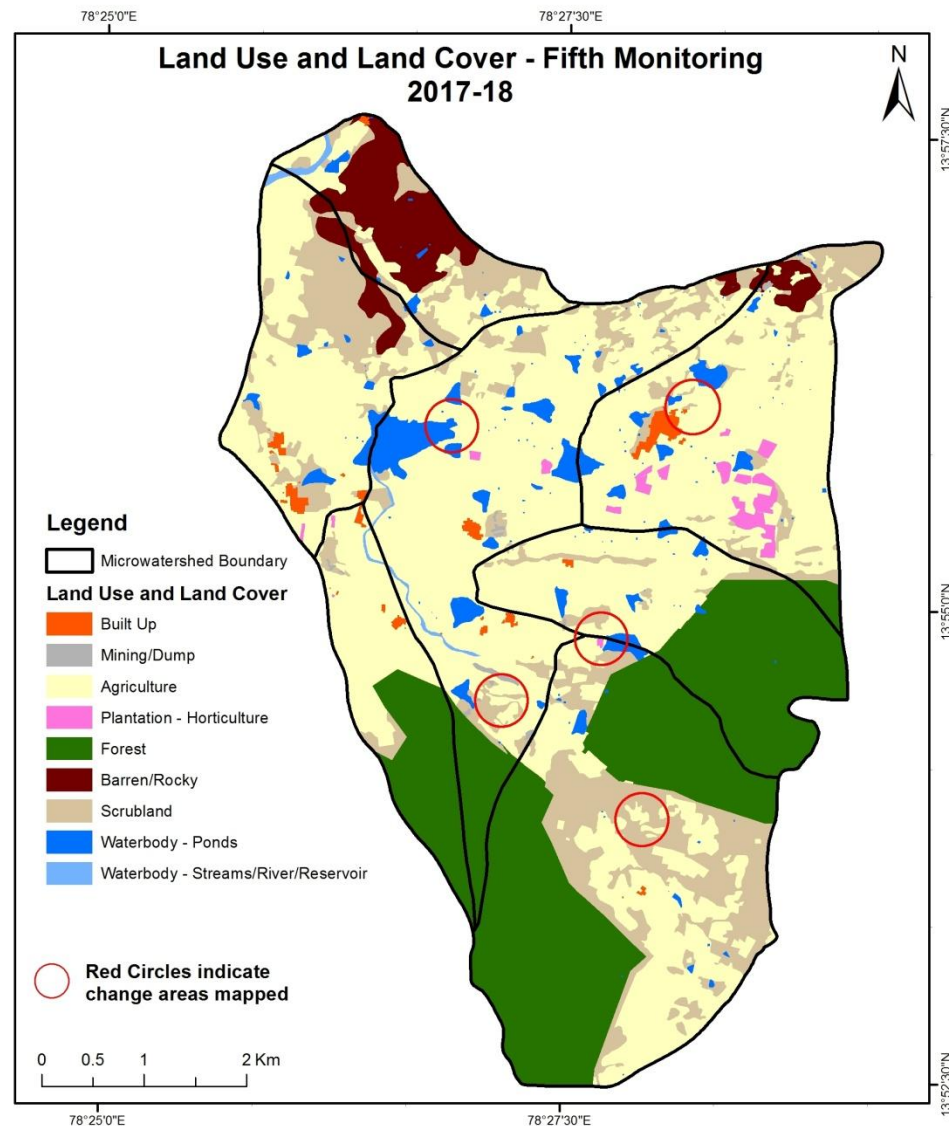 78°25'0"E
78°27'30"E
Land Use and Land Cover - Fifth Monitoring
2017-18
N
13°57'30"N
Legend
Microwatershed Boundary
Land Use and Land Cover
Built Up
Mining/Dump
Agriculture
Plantation - Horticulture
Forest
Barren/Rocky
Scrubland
Waterbody - Ponds
Waterbody - Streams/River/Reservoir
13°55'0"N
Red Circles indicate
change areas mapped
0 0.5 1 2 Km
13°52'30"N
78°25'0"E
78°27'30"E